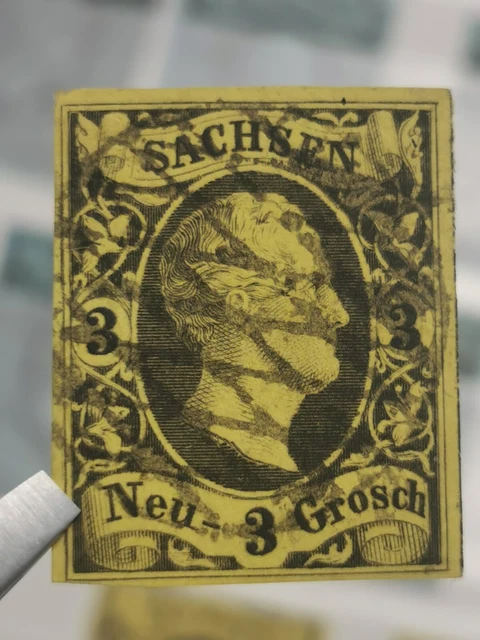 SACHSEN
3 3
Neu- 3 Grosch